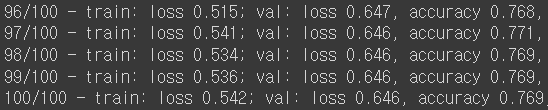 96/100 - train: loss 0.515; val: loss 0.647, accuracy 0.768,
97/100 - train: loss 0.541; val: loss 0.646, accuracy 0.771,
98/100 - train: loss 0.534; val: loss 0.646, accuracy 0.769,
99/100 - train: loss 0.536; val: loss 0.646, accuracy 0.769,
100/100 - train: loss 0.542; val: loss 0.646, accuracy 0.769